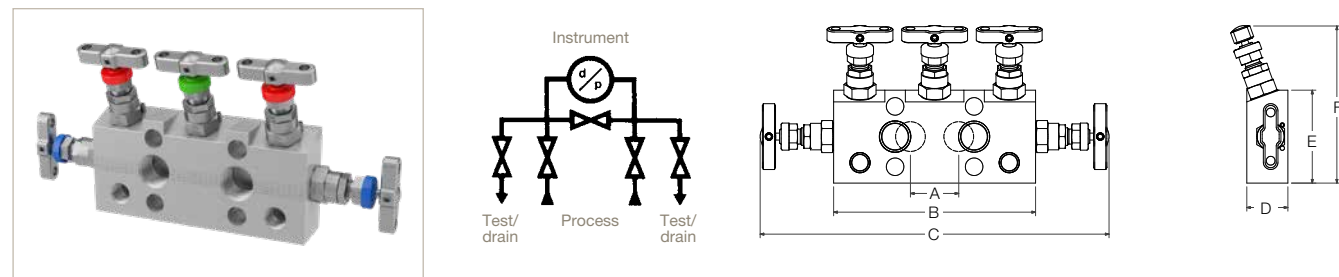 Instrument
d/p
Test/
drain
Process
Test/
drain
A
B
C
D
E
F